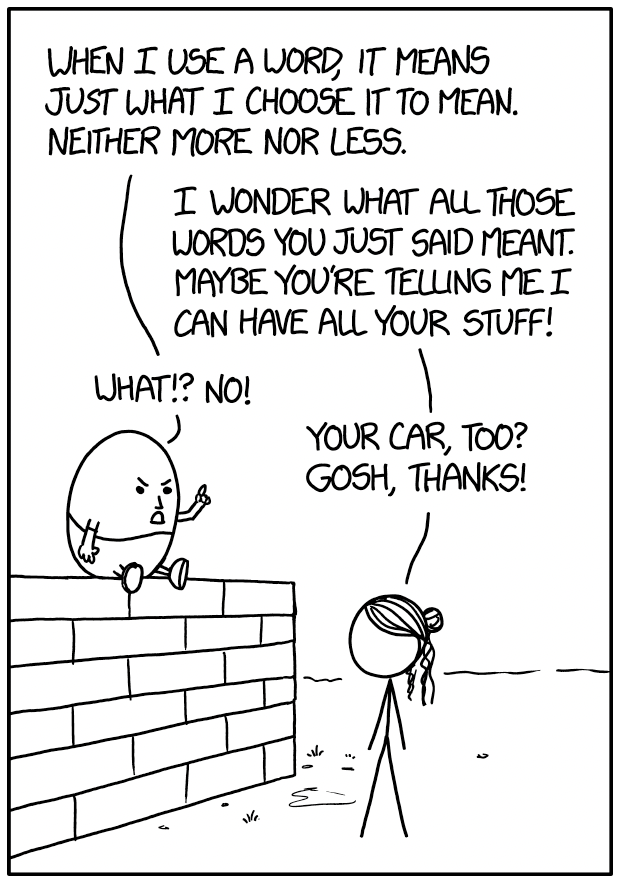 WHEN I USE A WORD, IT MEANS
JUST WHAT I CHOOSE IT TO MEAN.
NEITHER MORE NOR LESS.
I WONDER WHAT ALL THOSE
WORDS YOU JUST SAID MEANT.
MAYBE YOU'RE TELLING ME I
CAN HAVE ALL YOUR STUFF!
WHAT!? NO!
YOUR CAR, TOO?
GOSH, THANKS!